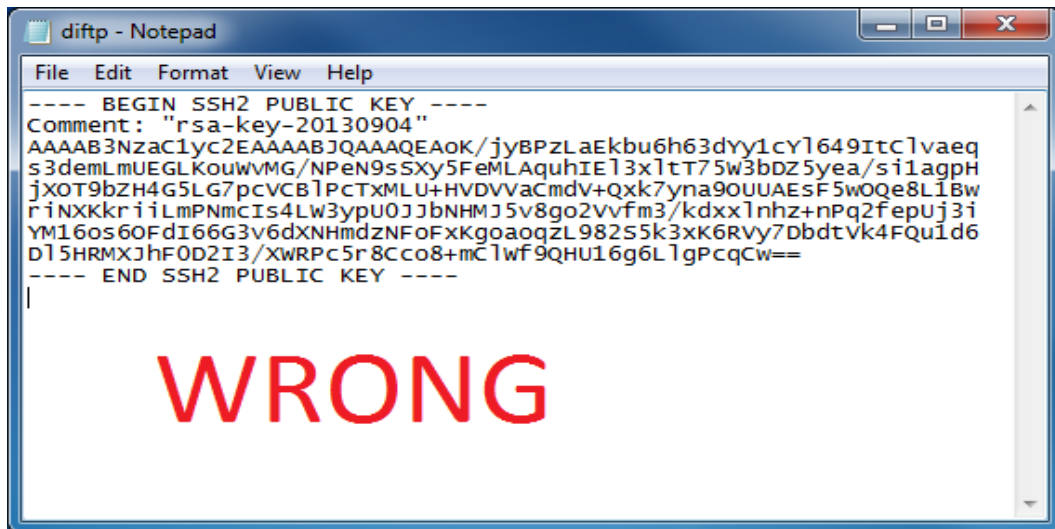 diftp - Notepad
File Edit Format View Help
---- BEGIN SSH2 PUBLIC KEY ----
Comment: "rsa-key-20130904"
AAAAB3NzaC1yc2EAAAABJQAAAQEAoK/jyBPzLaEkbu6h63dYy1cYl649ItClvaeq
s3demLmUEGLKouWvMG/NPeN9sSXy5FeMLAquhIEl3xltT75W3bDZ5yea/si1agpH
jXOT9bZH4G5LG7pcVCBlPcTxMLU+HVDVVaCmdV+Qxk7yna9OUUAEsF5wOQe8L1Bw
riNXKkriiLmPNmcIs4LW3ypU0JJbNHMJ5v8go2Vvfm3/kdxxlnhz+nPq2fepUj3i
YM16os6OFdI66G3v6dXNHmdzNFoFxKgoaoqzL982S5k3xK6RVy7DbdtVk4FQu1d6
Dl5HRMXJhF0D2I3/XWRPc5r8Cco8+mClWf9QHU16g6LlgPcqCw==
---- END SSH2 PUBLIC KEY ----
WRONG